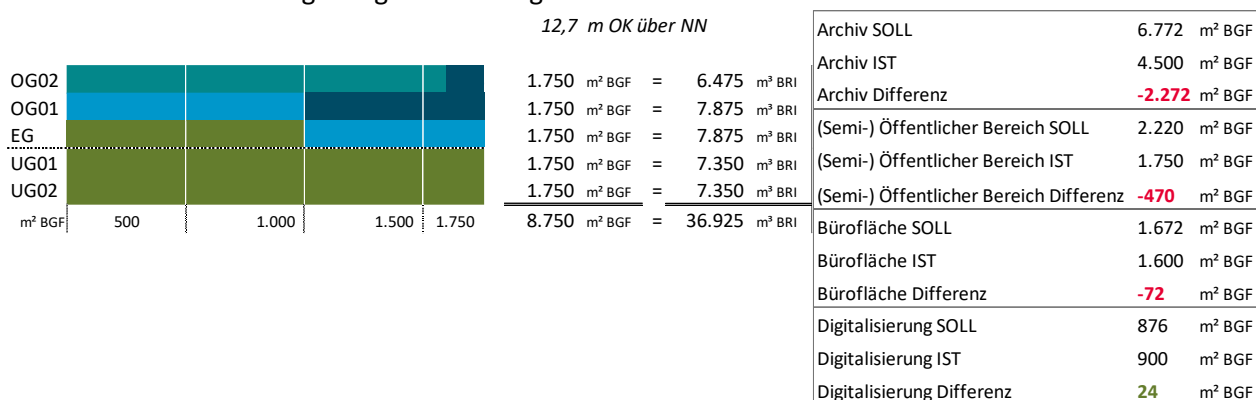 12,7 m OK über NN
OG02 1.750 m² BGF = 6.475 m³ BRI
OG01 1.750 m² BGF = 7.875 m³ BRI
EG 1.750 m² BGF = 7.875 m³ BRI
UG01 1.750 m² BGF = 7.350 m³ BRI
UG02 1.750 m² BGF = 7.350 m³ BRI
m² BGF 500 1.000 1.500 1.750 8.750 m² BGF = 36.925 m³ BRI
Archiv SOLL 6.772 m² BGF
Archiv IST 4.500 m² BGF
Archiv Differenz -2.272 m² BGF
(Semi-) Öffentlicher Bereich SOLL 2.220 m² BGF
(Semi-) Öffentlicher Bereich IST 1.750 m² BGF
(Semi-) Öffentlicher Bereich Differenz -470 m² BGF
Bürofläche SOLL 1.672 m² BGF
Bürofläche IST 1.600 m² BGF
Bürofläche Differenz -72 m² BGF
Digitalisierung SOLL 876 m² BGF
Digitalisierung IST 900 m² BGF
Digitalisierung Differenz 24 m² BGF